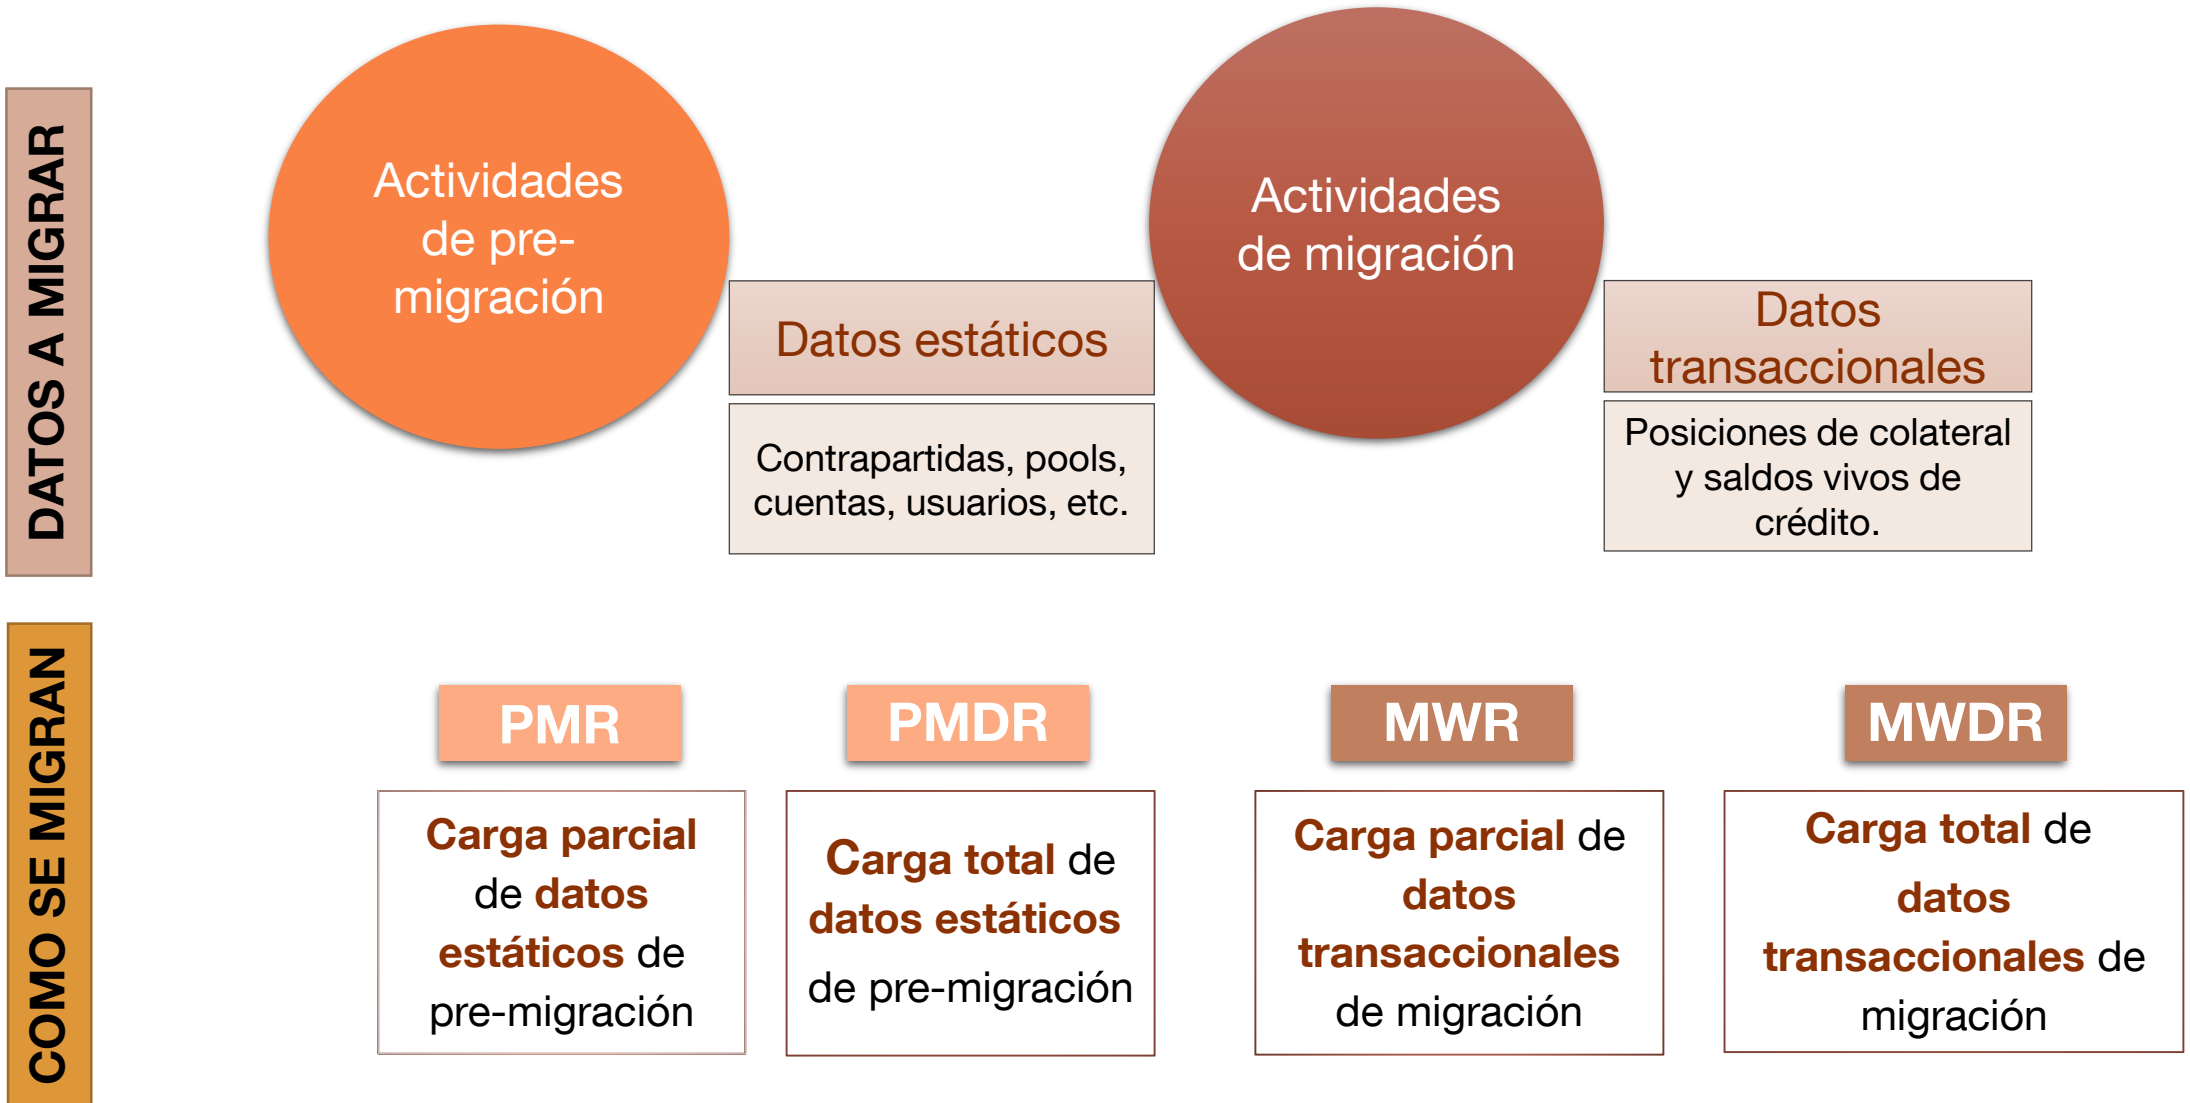 DATOS A MIGRAR
Actividades
de pre-
migración
Datos estáticos
Contrapartidas, pools,
cuentas, usuarios, etc.
Actividades
de migración
Datos
transaccionales
Posiciones de colateral
y saldos vivos de
crédito.
COMO SE MIGRAN
PMR
Carga parcial
de datos
estáticos de
pre-migración
PMDR
Carga total de
datos estáticos
de pre-migración
MWR
Carga parcial de
datos
transaccionales
de migración
MWDR
Carga total de
datos
transaccionales de
migración